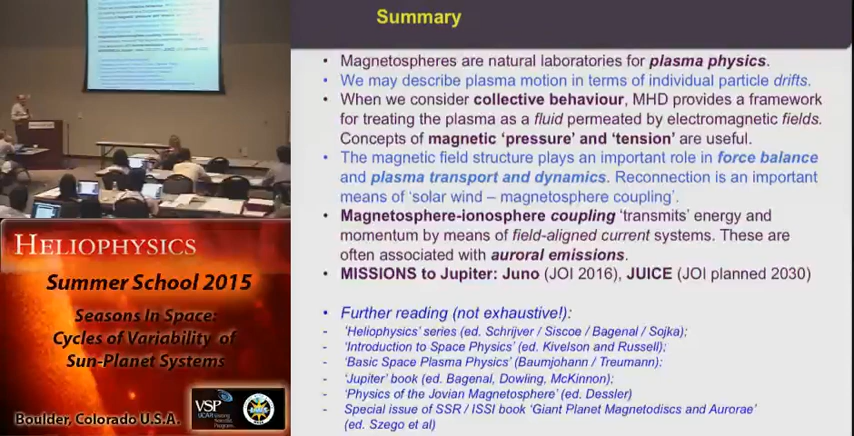 Summary
• Magnetospheres are natural laboratories for plasma physics.
• We may describe plasma motion in terms of individual particle drifts.
• When we consider collective behaviour, MHD provides a framework
for treating the plasma as a fluid permeated by electromagnetic fields.
Concepts of magnetic ‘pressure’ and ‘tension’ are useful.
• The magnetic field structure plays an important role in force balance
and plasma transport and dynamics. Reconnection is an important
means of ‘solar wind – magnetosphere coupling’.
• Magnetosphere-ionosphere coupling ‘transmits’ energy and
momentum by means of field-aligned current systems. These are
often associated with auroral emissions.
• MISSIONS to Jupiter: Juno (JOI 2016), JUICE (JOI planned 2030)
• Further reading (not exhaustive!):
- ‘Heliophysics’ series (ed. Schrijver / Siscoe / Bagenal / Sojka);
- ‘Introduction to Space Physics’ (ed. Kivelson and Russell);
- ‘Basic Space Plasma Physics’ (Baumjohann / Treumann):
- ‘Jupiter’ book (ed. Bagenal, Dowling, McKinnon);
- ‘Physics of the Jovian Magnetosphere’ (ed. Dessler)
- Special issue of SSR / ISSI book ‘Giant Planet Magnetodiscs and Aurorae’
(ed. Szego et al)
HELIOPHYSICS
Summer School 2015
Seasons In Space:
Cycles of Variability of
Sun-Planet Systems
VSP
UCAR Visiting
Scientist
Programs
Boulder, Colorado U.S.A.